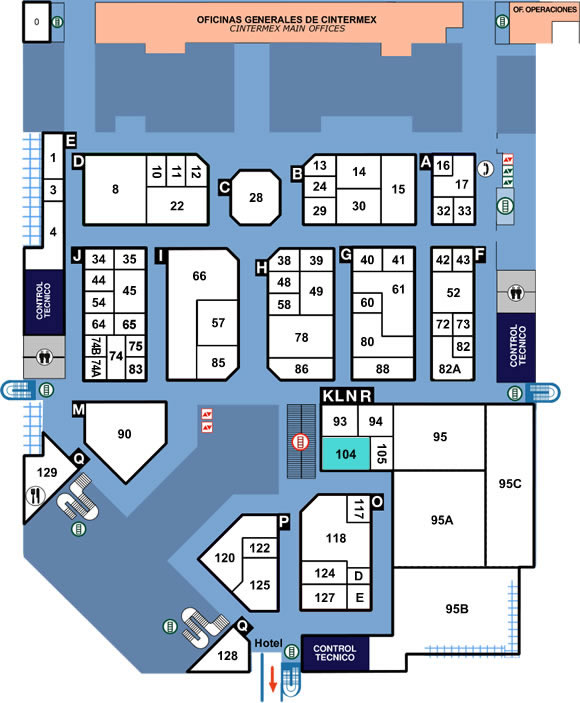 0
OFICINAS GENERALES DE CINTERMEX
CINTERMEX MAIN OFFICES
OF. OPERACIONES
E
1
3
4
D
8
10
11
12
22
C
28
B
13
24
29
14
30
15
A
16
17
32
33
J
34
35
44
45
54
64
65
74B
74A
74
75
83
I
66
57
85
H
38
39
48
49
58
78
86
G
40
41
61
60
80
88
F
42
43
52
72
73
82
82A
CONTROL TECNICO
CONTROL TECNICO
M
90
Q
129
K L N R
93
94
104
105
95
95A
95C
95B
P
120
122
125
O
117
118
124
D
127
E
Q
128
Hotel
CONTROL
TECNICO